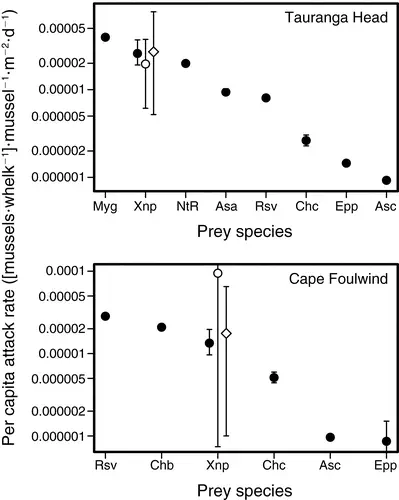 Per capita attack rate ([mussels·whelk⁻¹]·mussel⁻¹·m⁻²·d⁻¹)
Tauranga Head
0.00005
0.00002
0.00001
0.000005
0.000002
0.000001
Myg Xnp NtR Asa Rsv Chc Epp Asc
Prey species
Cape Foulwind
0.0001
0.00005
0.00002
0.00001
0.000005
0.000002
0.000001
Rsv Chb Xnp Chc Asc Epp
Prey species